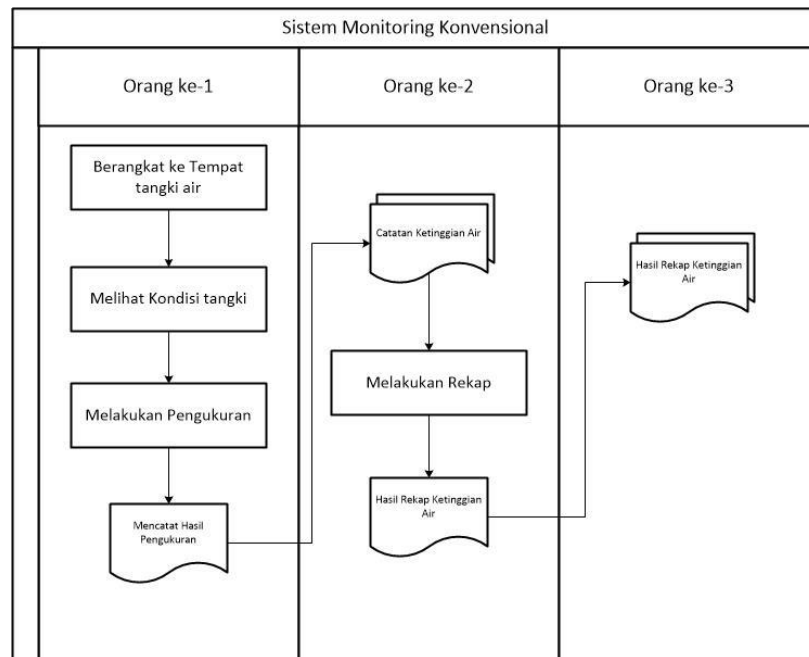 Sistem Monitoring Konvensional
Orang ke-1
Orang ke-2
Orang ke-3
Berangkat ke Tempat
tangki air
Melihat Kondisi tangki
Melakukan Pengukuran
Mencatat Hasil
Pengukuran
Catatan Ketinggian Air
Melakukan Rekap
Hasil Rekap Ketinggian
Air
Hasil Rekap Ketinggian
Air